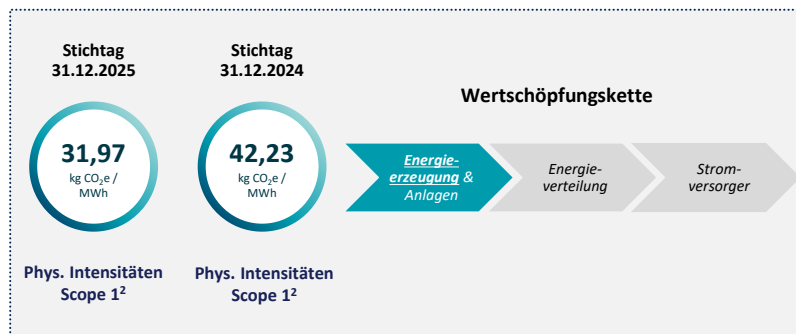 Stichtag
31.12.2025
Stichtag
31.12.2024
Wertschöpfungskette
31,97
kg CO₂e /
MWh
42,23
kg CO₂e /
MWh
Energie-
erzeugung &
Anlagen
Energie-
verteilung
Strom-
versorger
Phys. Intensitäten
Scope 1²
Phys. Intensitäten
Scope 1²